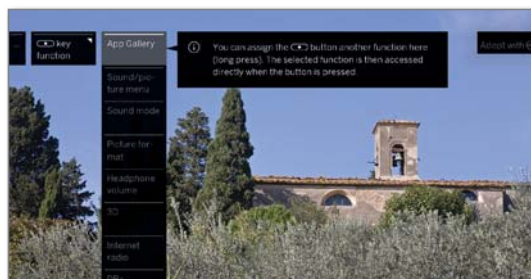 key
function
App Gallery
You can assign the button another function here
(long press). The selected function is then accessed
directly when the button is pressed.
Adapt with
Sound/pic-
ture menu
Sound mode
Picture for-
mat
Headphone
volume
3D
Internet
radio